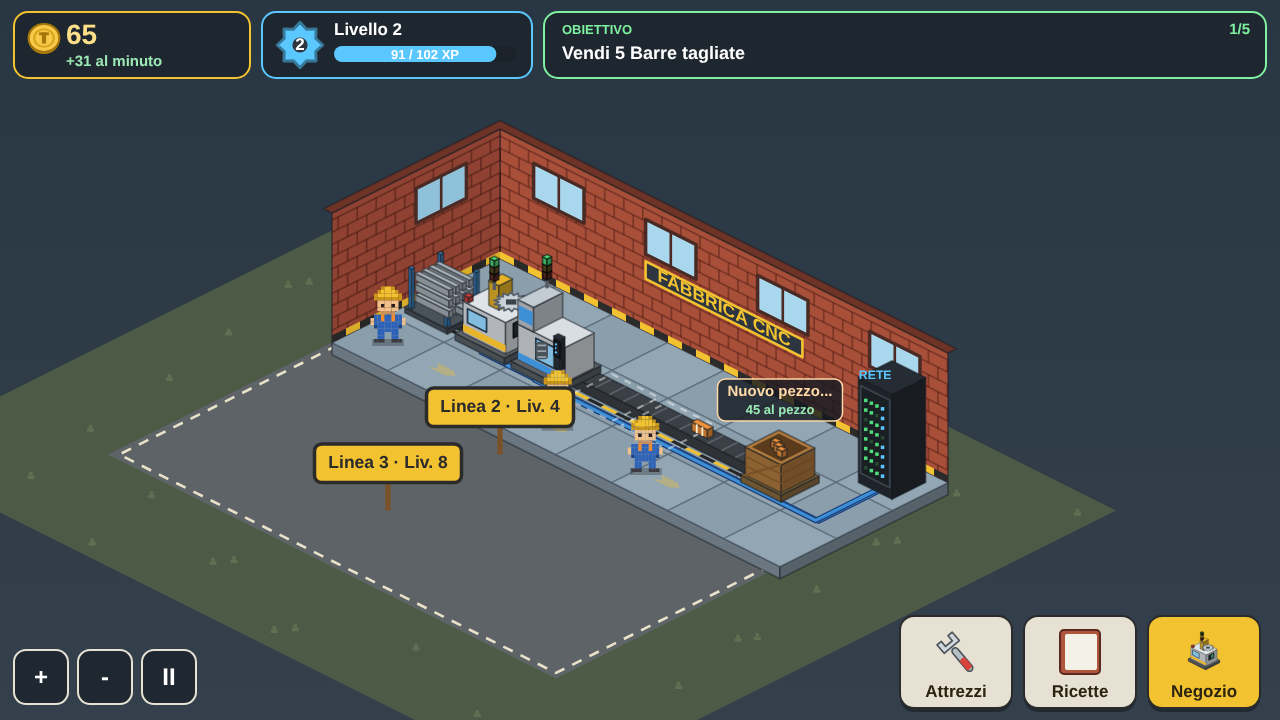 65
+31 al minuto
2
Livello 2
91 / 102 XP
OBIETTIVO
1/5
Vendi 5 Barre tagliate
FABBRICA CNC
RETE
Nuovo pezzo...
45 al pezzo
Linea 2 · Liv. 4
Linea 3 · Liv. 8
+
-
II
Attrezzi
Ricette
Negozio